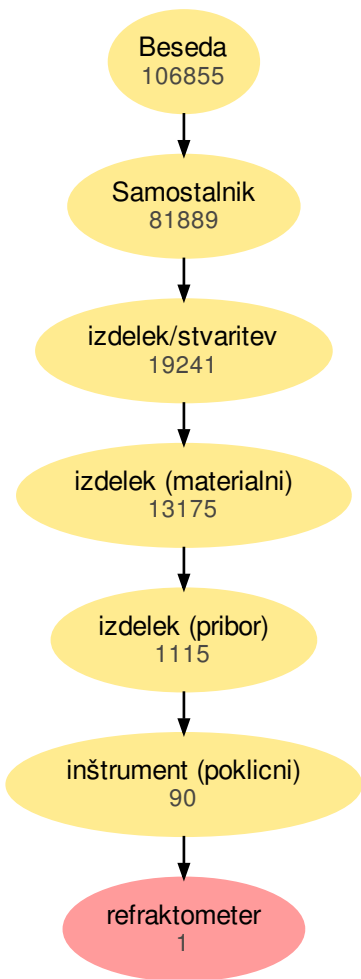 Beseda
106855
Samostalnik
81889
izdelek/stvaritev
19241
izdelek (materialni)
13175
izdelek (pribor)
1115
inštrument (poklicni)
90
refraktometer
1